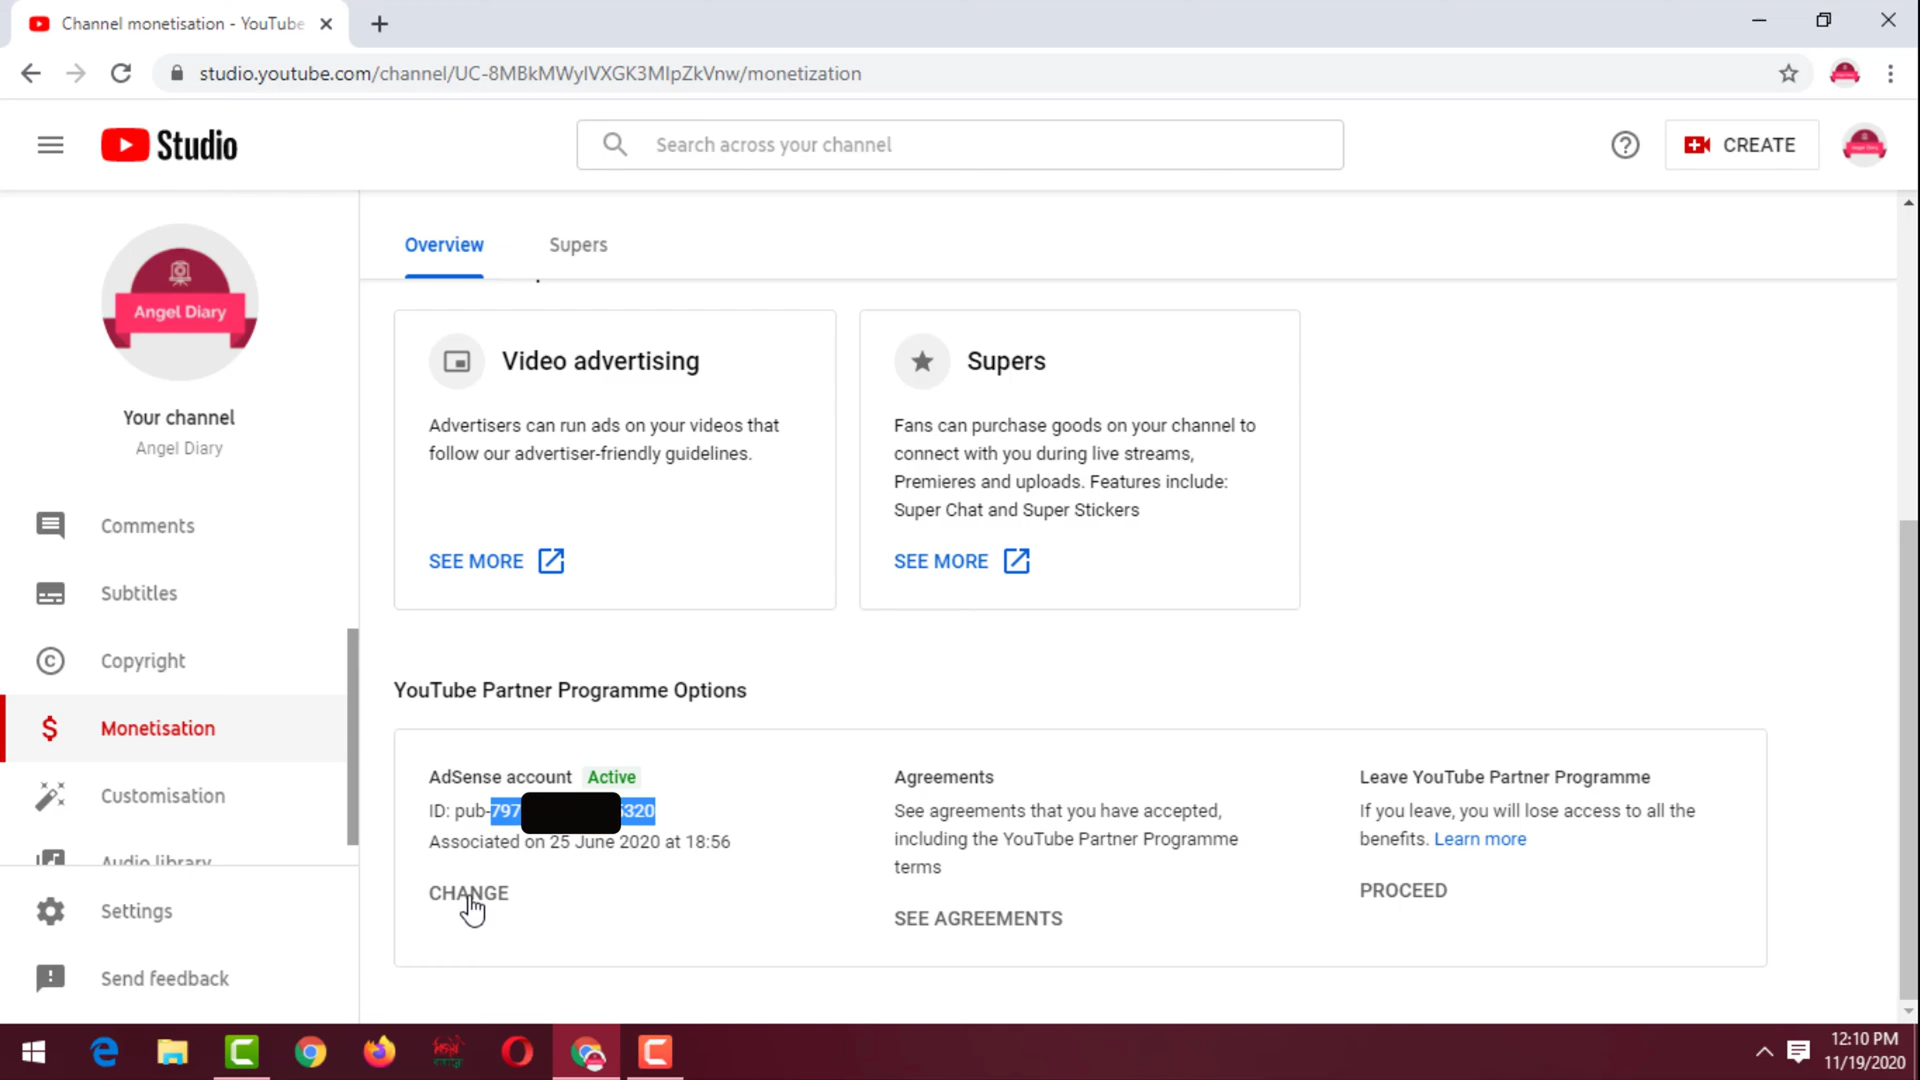 Channel monetisation - YouTube
studio.youtube.com/channel/UC-8MBkMWyIVXGK3MIpZkVnw/monetization
Studio
Search across your channel
CREATE
Angel Diary
Your channel
Angel Diary
Comments
Subtitles
Copyright
Monetisation
Customisation
Audio library
Settings
Send feedback
Overview
Supers
Video advertising
Advertisers can run ads on your videos that
follow our advertiser-friendly guidelines.
SEE MORE
Supers
Fans can purchase goods on your channel to
connect with you during live streams,
Premieres and uploads. Features include:
Super Chat and Super Stickers
SEE MORE
YouTube Partner Programme Options
AdSense account Active
ID: pub-797 5320
Associated on 25 June 2020 at 18:56
CHANGE
Agreements
See agreements that you have accepted,
including the YouTube Partner Programme
terms
SEE AGREEMENTS
Leave YouTube Partner Programme
If you leave, you will lose access to all the
benefits. Learn more
PROCEED
12:10 PM
11/19/2020